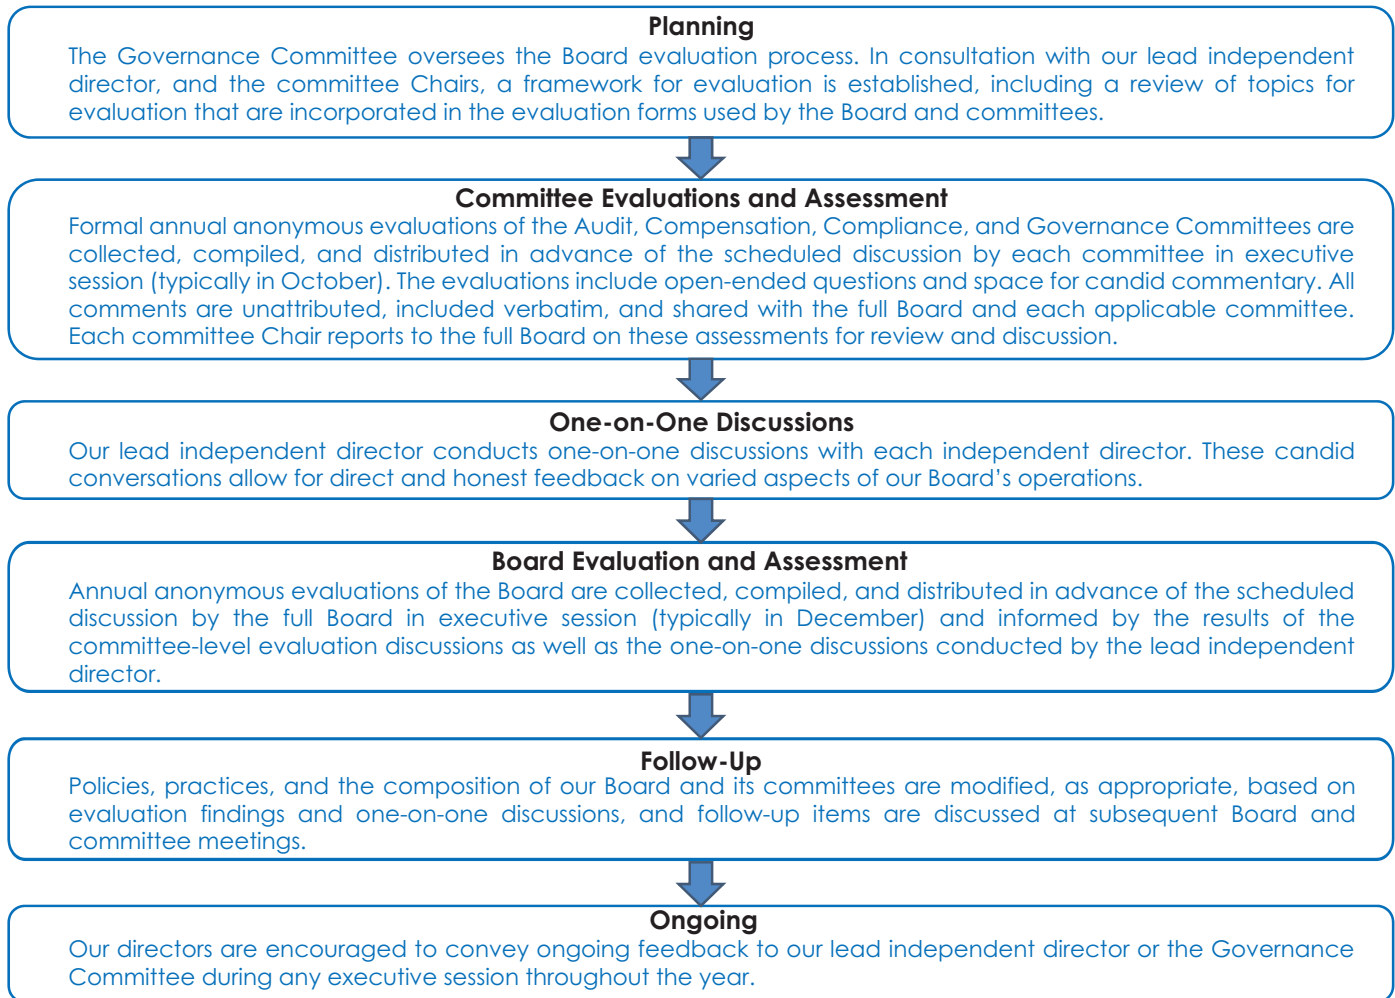 Planning
The Governance Committee oversees the Board evaluation process. In consultation with our lead independent
director, and the committee Chairs, a framework for evaluation is established, including a review of topics for
evaluation that are incorporated in the evaluation forms used by the Board and committees.
Committee Evaluations and Assessment
Formal annual anonymous evaluations of the Audit, Compensation, Compliance, and Governance Committees are
collected, compiled, and distributed in advance of the scheduled discussion by each committee in executive
session (typically in October). The evaluations include open-ended questions and space for candid commentary. All
comments are unattributed, included verbatim, and shared with the full Board and each applicable committee.
Each committee Chair reports to the full Board on these assessments for review and discussion.
One-on-One Discussions
Our lead independent director conducts one-on-one discussions with each independent director. These candid
conversations allow for direct and honest feedback on varied aspects of our Board’s operations.
Board Evaluation and Assessment
Annual anonymous evaluations of the Board are collected, compiled, and distributed in advance of the scheduled
discussion by the full Board in executive session (typically in December) and informed by the results of the
committee-level evaluation discussions as well as the one-on-one discussions conducted by the lead independent
director.
Follow-Up
Policies, practices, and the composition of our Board and its committees are modified, as appropriate, based on
evaluation findings and one-on-one discussions, and follow-up items are discussed at subsequent Board and
committee meetings.
Ongoing
Our directors are encouraged to convey ongoing feedback to our lead independent director or the Governance
Committee during any executive session throughout the year.